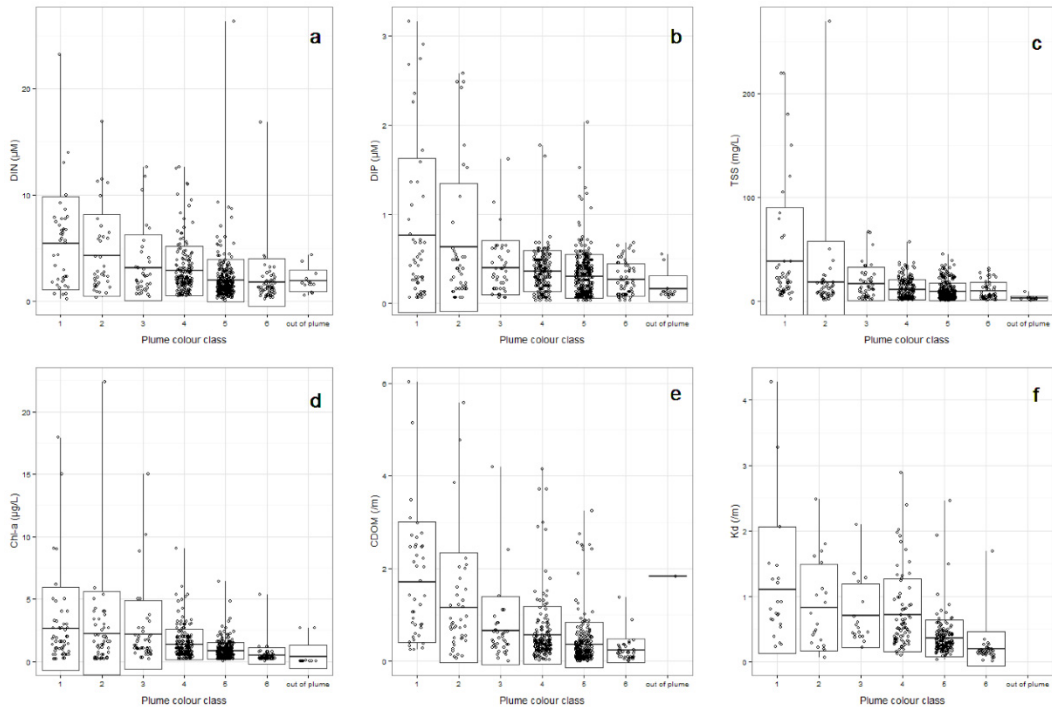 a
DIN (µM)
20
10
0
1 2 3 4 5 6 out of plume
Plume colour class
b
DIP (µM)
3
2
1
0
1 2 3 4 5 6 out of plume
Plume colour class
c
TSS (mg/L)
200
100
0
1 2 3 4 5 6 out of plume
Plume colour class
d
Chl-a (µg/L)
20
15
10
5
0
1 2 3 4 5 6 out of plume
Plume colour class
e
CDOM (/m)
6
4
2
0
1 2 3 4 5 6 out of plume
Plume colour class
f
Kd (/m)
4
3
2
1
0
1 2 3 4 5 6 out of plume
Plume colour class